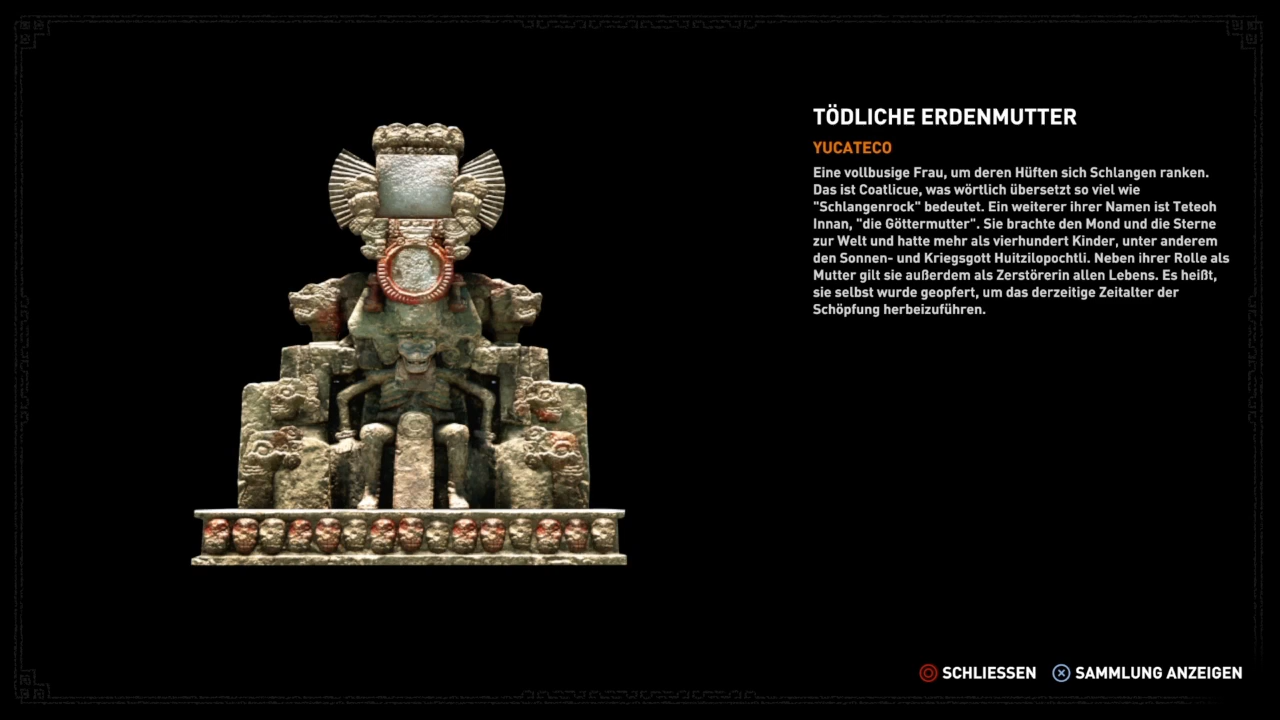 TÖDLICHE ERDENMUTTER
YUCATECO
Eine vollbusige Frau, um deren Hüften sich Schlangen ranken.
Das ist Coatlicue, was wörtlich übersetzt so viel wie
"Schlangenrock" bedeutet. Ein weiterer ihrer Namen ist Teteoh
Innan, "die Göttermutter". Sie brachte den Mond und die Sterne
zur Welt und hatte mehr als vierhundert Kinder, unter anderem
den Sonnen- und Kriegsgott Huitzilopochtli. Neben ihrer Rolle als
Mutter gilt sie außerdem als Zerstörerin allen Lebens. Es heißt,
sie selbst wurde geopfert, um das derzeitige Zeitalter der
Schöpfung herbeizuführen.
SCHLIESSEN
SAMMLUNG ANZEIGEN